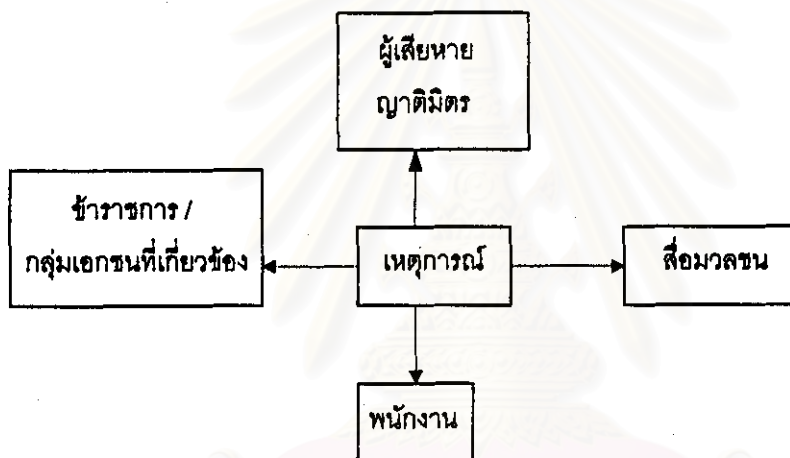 ผู้เสียหาย
ญาติมิตร
ข้าราชการ /
กลุ่มเอกชนที่เกี่ยวข้อง
เหตุการณ์
สื่อมวลชน
พนักงาน